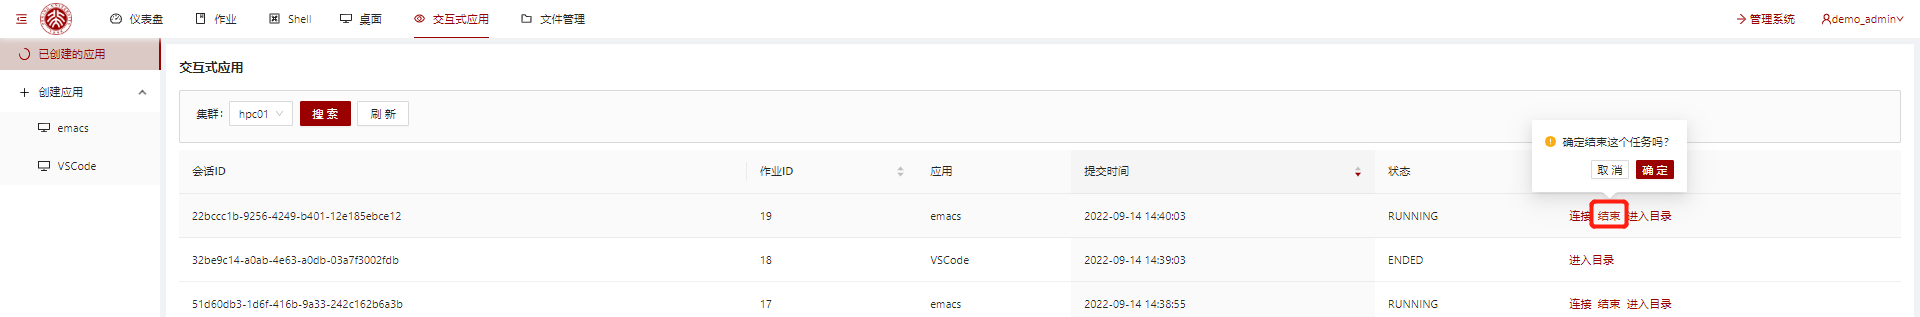 仪表盘 作业 Shell 桌面 交互式应用 文件管理 管理系统 demo_admin
已创建的应用
创建应用
emacs
VSCode
交互式应用
集群: hpc01 搜索 刷新
确定结束这个任务吗?
取消 确定
会话ID 作业ID 应用 提交时间 状态
22bccc1b-9256-4249-b401-12e185ebce12 19 emacs 2022-09-14 14:40:03 RUNNING 连接 结束 进入目录
32be9c14-a0ab-4e63-a0db-03a7f3002fdb 18 VSCode 2022-09-14 14:39:03 ENDED 进入目录
51d60db3-1d6f-416b-9a33-242c162b6a3b 17 emacs 2022-09-14 14:38:55 RUNNING 连接 结束 进入目录